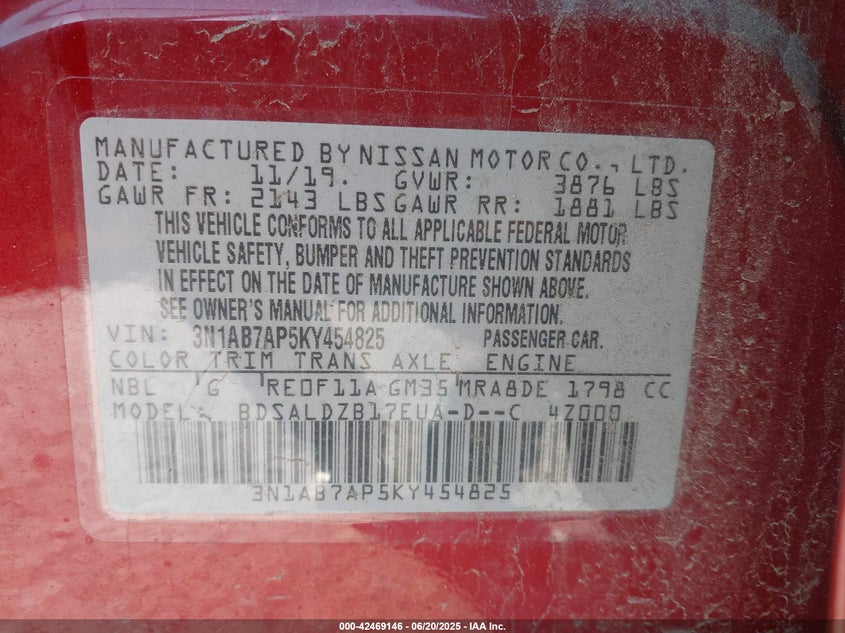 MANUFACTURED BY NISSAN MOTOR CO., LTD.
DATE: 11/19. GVWR: 3876 LBS
GAWR FR: 2143 LBS GAWR RR: 1881 LBS
THIS VEHICLE CONFORMS TO ALL APPLICABLE FEDERAL MOTOR
VEHICLE SAFETY, BUMPER AND THEFT PREVENTION STANDARDS
IN EFFECT ON THE DATE OF MANUFACTURE SHOWN ABOVE.
SEE OWNER'S MANUAL FOR ADDITIONAL INFORMATION.
VIN: 3N1AB7AP5KY454825 PASSENGER CAR.
COLOR TRIM TRANS AXLE ENGINE
NBL G RE0F11A GM35 MRA8DE 1798 CC
MODEL: BDSALDZB17EUA-D--C 4Z000
3N1AB7AP5KY454825
000-42469146 - 06/20/2025 - IAA Inc.